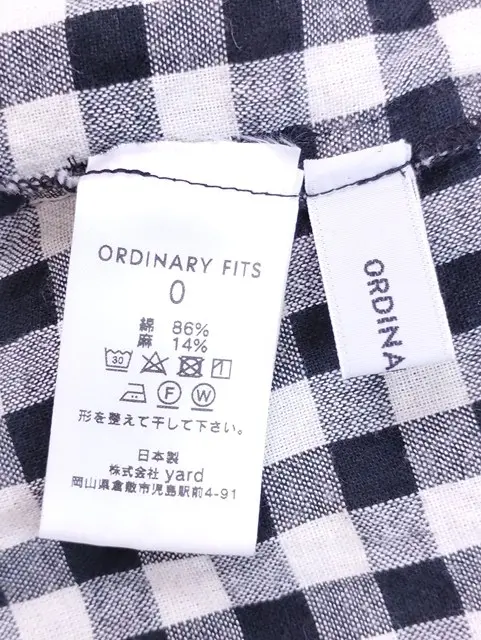 ORDINARY FITS
0
綿 86%
麻 14%
30
F W
形を整えて干して下さい。
日本製
株式会社 yard
岡山県倉敷市児島駅前4-91
ORDINA